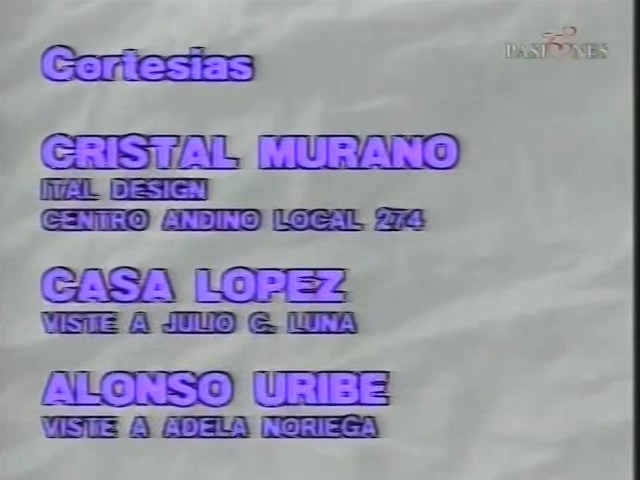 Cortesias
PASIONES
CRISTAL MURANO
ITAL DESIGN
CENTRO ANDINO LOCAL 274
CASA LOPEZ
VISTE A JULIO C. LUNA
ALONSO URIBE
VISTE A ADELA NORIEGA